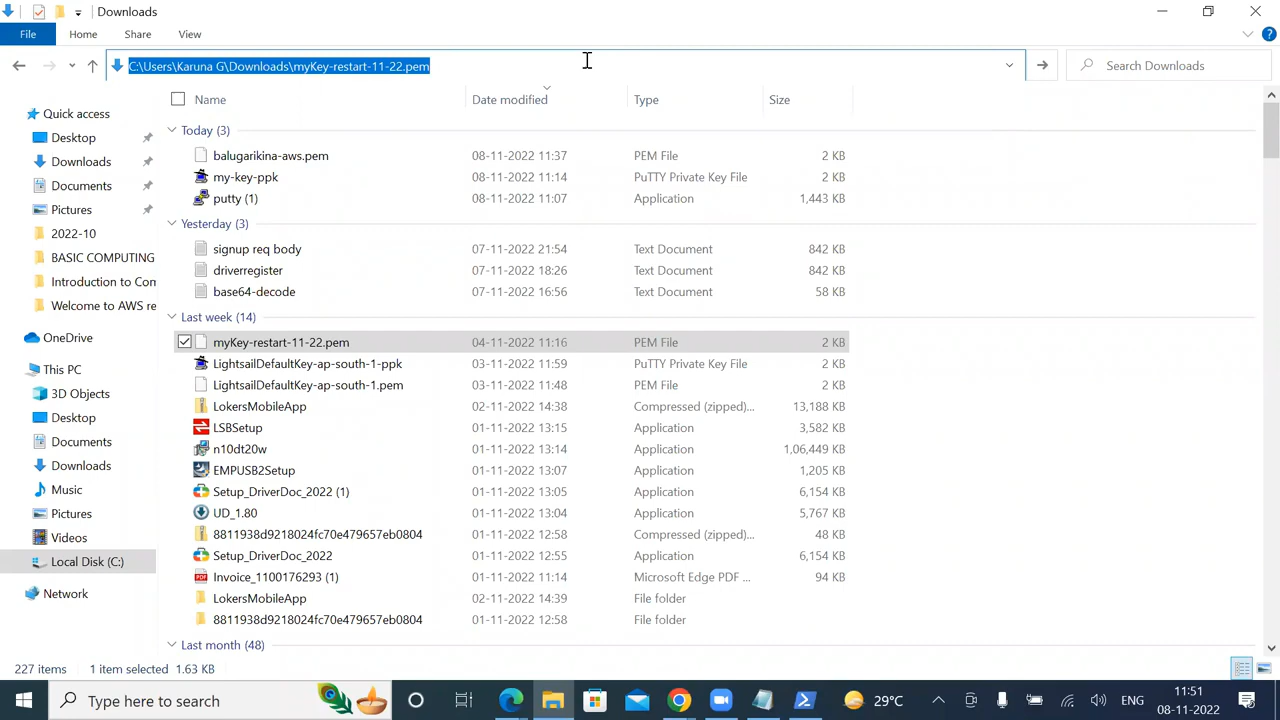 Downloads
File Home Share View
C:\Users\Karuna G\Downloads\myKey-restart-11-22.pem
Search Downloads
Name Date modified Type Size
Quick access
Desktop
Downloads
Documents
Pictures
2022-10
BASIC COMPUTING
Introduction to Com
Welcome to AWS re
OneDrive
This PC
3D Objects
Desktop
Documents
Downloads
Music
Pictures
Videos
Local Disk (C:)
Network
Today (3)
balugarikina-aws.pem 08-11-2022 11:37 PEM File 2 KB
my-key-ppk 08-11-2022 11:14 PuTTY Private Key File 2 KB
putty (1) 08-11-2022 11:07 Application 1,443 KB
Yesterday (3)
signup req body 07-11-2022 21:54 Text Document 842 KB
driverregister 07-11-2022 18:26 Text Document 842 KB
base64-decode 07-11-2022 16:56 Text Document 58 KB
Last week (14)
myKey-restart-11-22.pem 04-11-2022 11:16 PEM File 2 KB
LightsailDefaultKey-ap-south-1-ppk 03-11-2022 11:59 PuTTY Private Key File 2 KB
LightsailDefaultKey-ap-south-1.pem 03-11-2022 11:48 PEM File 2 KB
LokersMobileApp 02-11-2022 14:38 Compressed (zipped)... 13,188 KB
LSBSetup 01-11-2022 13:15 Application 3,582 KB
n10dt20w 01-11-2022 13:14 Application 1,06,449 KB
EMPUSB2Setup 01-11-2022 13:07 Application 1,205 KB
Setup_DriverDoc_2022 (1) 01-11-2022 13:05 Application 6,154 KB
UD_1.80 01-11-2022 13:04 Application 5,767 KB
8811938d9218024fc70e479657eb0804 01-11-2022 12:58 Compressed (zipped)... 48 KB
Setup_DriverDoc_2022 01-11-2022 12:55 Application 6,154 KB
Invoice_1100176293 (1) 01-11-2022 11:14 Microsoft Edge PDF ... 94 KB
LokersMobileApp 02-11-2022 14:39 File folder
8811938d9218024fc70e479657eb0804 01-11-2022 12:58 File folder
Last month (48)
227 items 1 item selected 1.63 KB
Type here to search
29°C
ENG
11:51
08-11-2022